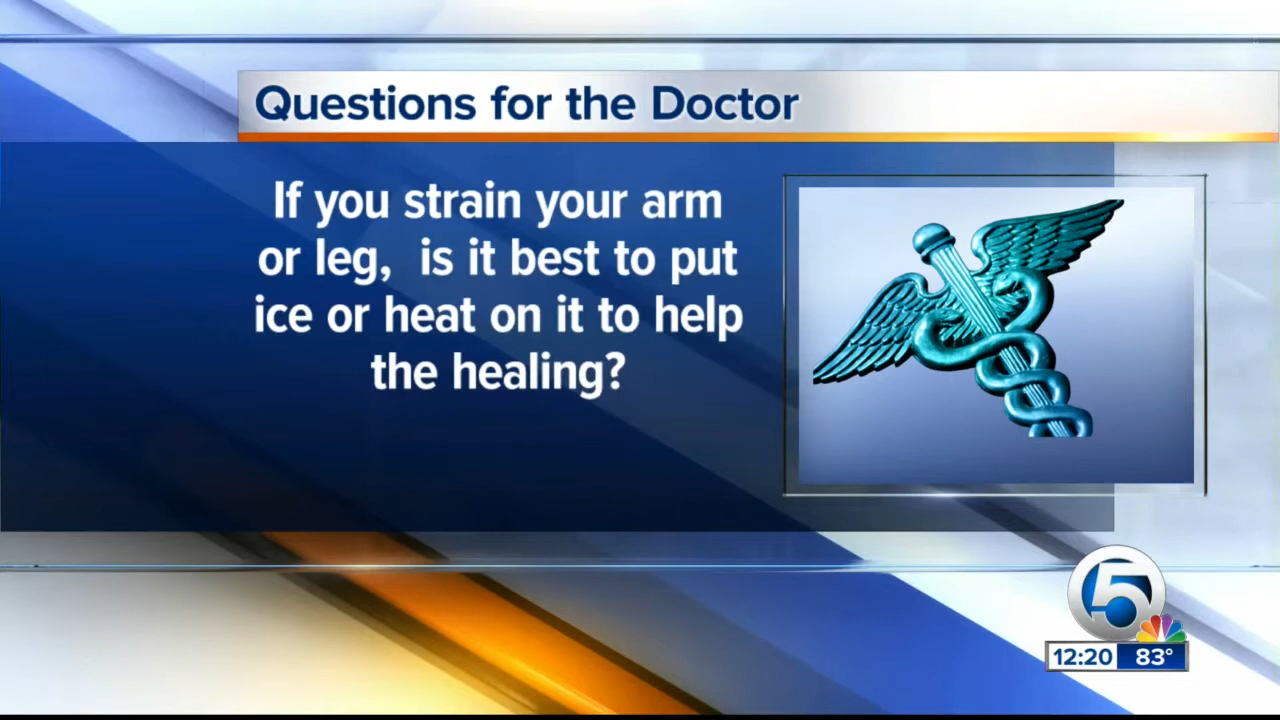 Questions for the Doctor
If you strain your arm
or leg,  is it best to put
ice or heat on it to help
the healing?
5
12:20 83°